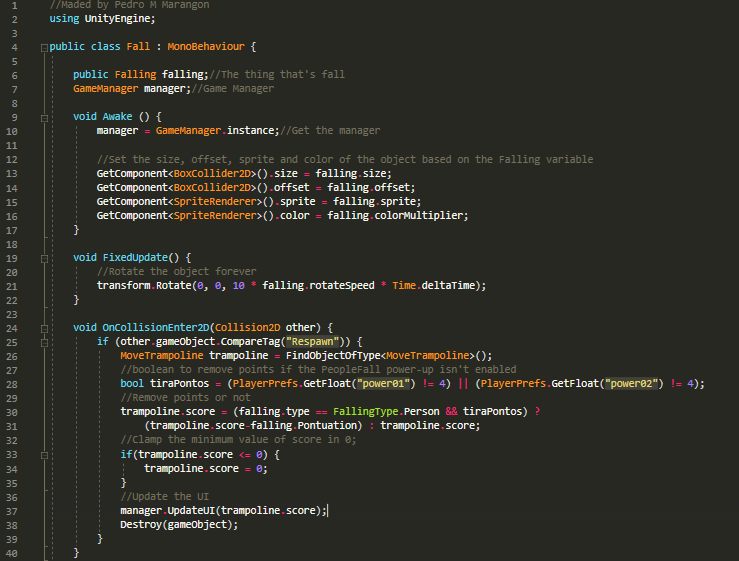 1 //Maded by Pedro M Marangon
2 using UnityEngine;
3
4 public class Fall : MonoBehaviour {
5
6 public Falling falling;//The thing that's fall
7 GameManager manager;//Game Manager
8
9 void Awake () {
10 manager = GameManager.instance;//Get the manager
11
12 //Set the size, offset, sprite and color of the object based on the Falling variable
13 GetComponent<BoxCollider2D>().size = falling.size;
14 GetComponent<BoxCollider2D>().offset = falling.offset;
15 GetComponent<SpriteRenderer>().sprite = falling.sprite;
16 GetComponent<SpriteRenderer>().color = falling.colorMultiplier;
17 }
18
19 void FixedUpdate() {
20 //Rotate the object forever
21 transform.Rotate(0, 0, 10 * falling.rotateSpeed * Time.deltaTime);
22 }
23
24 void OnCollisionEnter2D(Collision2D other) {
25 if (other.gameObject.CompareTag("Respawn")) {
26 MoveTrampoline trampoline = FindObjectOfType<MoveTrampoline>();
27 //boolean to remove points if the PeopleFall power-up isn't enabled
28 bool tiraPontos = (PlayerPrefs.GetFloat("power01") != 4) || (PlayerPrefs.GetFloat("power02") != 4);
29 //Remove points or not
30 trampoline.score = (falling.type == FallingType.Person && tiraPontos) ?
31 (trampoline.score-falling.Pontuation) : trampoline.score;
32 //Clamp the minimum value of score in 0;
33 if(trampoline.score <= 0) {
34 trampoline.score = 0;
35 }
36 //Update the UI
37 manager.UpdateUI(trampoline.score);
38 Destroy(gameObject);
39 }
40 }